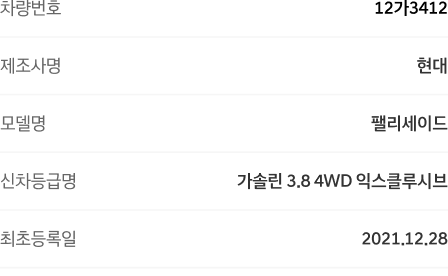 차량번호 12가3412
제조사명 현대
모델명 팰리세이드
신차등급명 가솔린 3.8 4WD 익스클루시브
최초등록일 2021.12.28